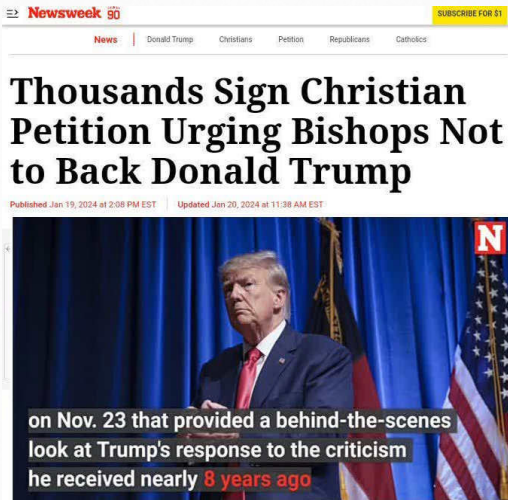 Newsweek 90
SUBSCRIBE FOR $1
News Donald Trump Christians Petition Republicans Catholics
Thousands Sign Christian
Petition Urging Bishops Not
to Back Donald Trump
Published Jan 19, 2024 at 2:08 PM EST Updated Jan 20, 2024 at 11:38 AM EST
N
on Nov. 23 that provided a behind-the-scenes
look at Trump's response to the criticism
he received nearly 8 years ago